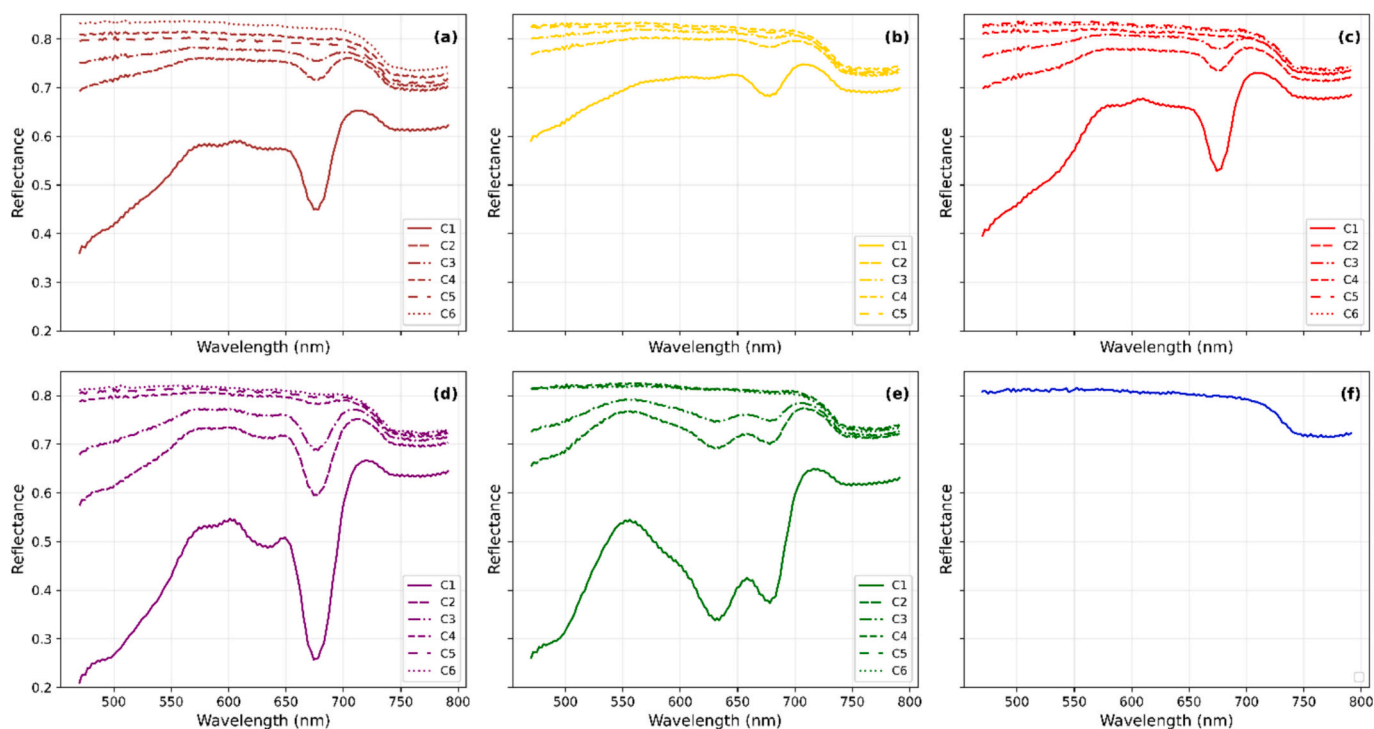 (a)
0.8
0.7
0.6
0.5
0.4
0.3
0.2
Reflectance
C1
C2
C3
C4
C5
C6
Wavelength (nm)
(b)
Reflectance
C1
C2
C3
C4
C5
Wavelength (nm)
(c)
Reflectance
C1
C2
C3
C4
C5
C6
Wavelength (nm)
(d)
0.8
0.7
0.6
0.5
0.4
0.3
0.2
Reflectance
C1
C2
C3
C4
C5
C6
500 550 600 650 700 750 800
Wavelength (nm)
(e)
Reflectance
C1
C2
C3
C4
C5
C6
500 550 600 650 700 750 800
Wavelength (nm)
(f)
Reflectance
500 550 600 650 700 750 800
Wavelength (nm)